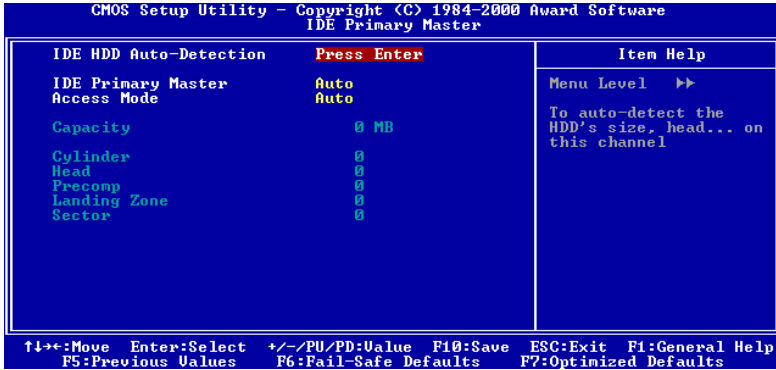 CMOS Setup Utility – Copyright (C) 1984–2000 Award Software
IDE Primary Master
IDE HDD Auto-Detection Press Enter
Item Help
IDE Primary Master Auto
Access Mode Auto
Menu Level ▶▶
Capacity 0 MB
To auto-detect the
HDD's size, head... on
this channel
Cylinder 0
Head 0
Precomp 0
Landing Zone 0
Sector 0
↑↓→←:Move Enter:Select +/-/PU/PD:Value F10:Save ESC:Exit F1:General Help
F5:Previous Values F6:Fail-Safe Defaults F7:Optimized Defaults